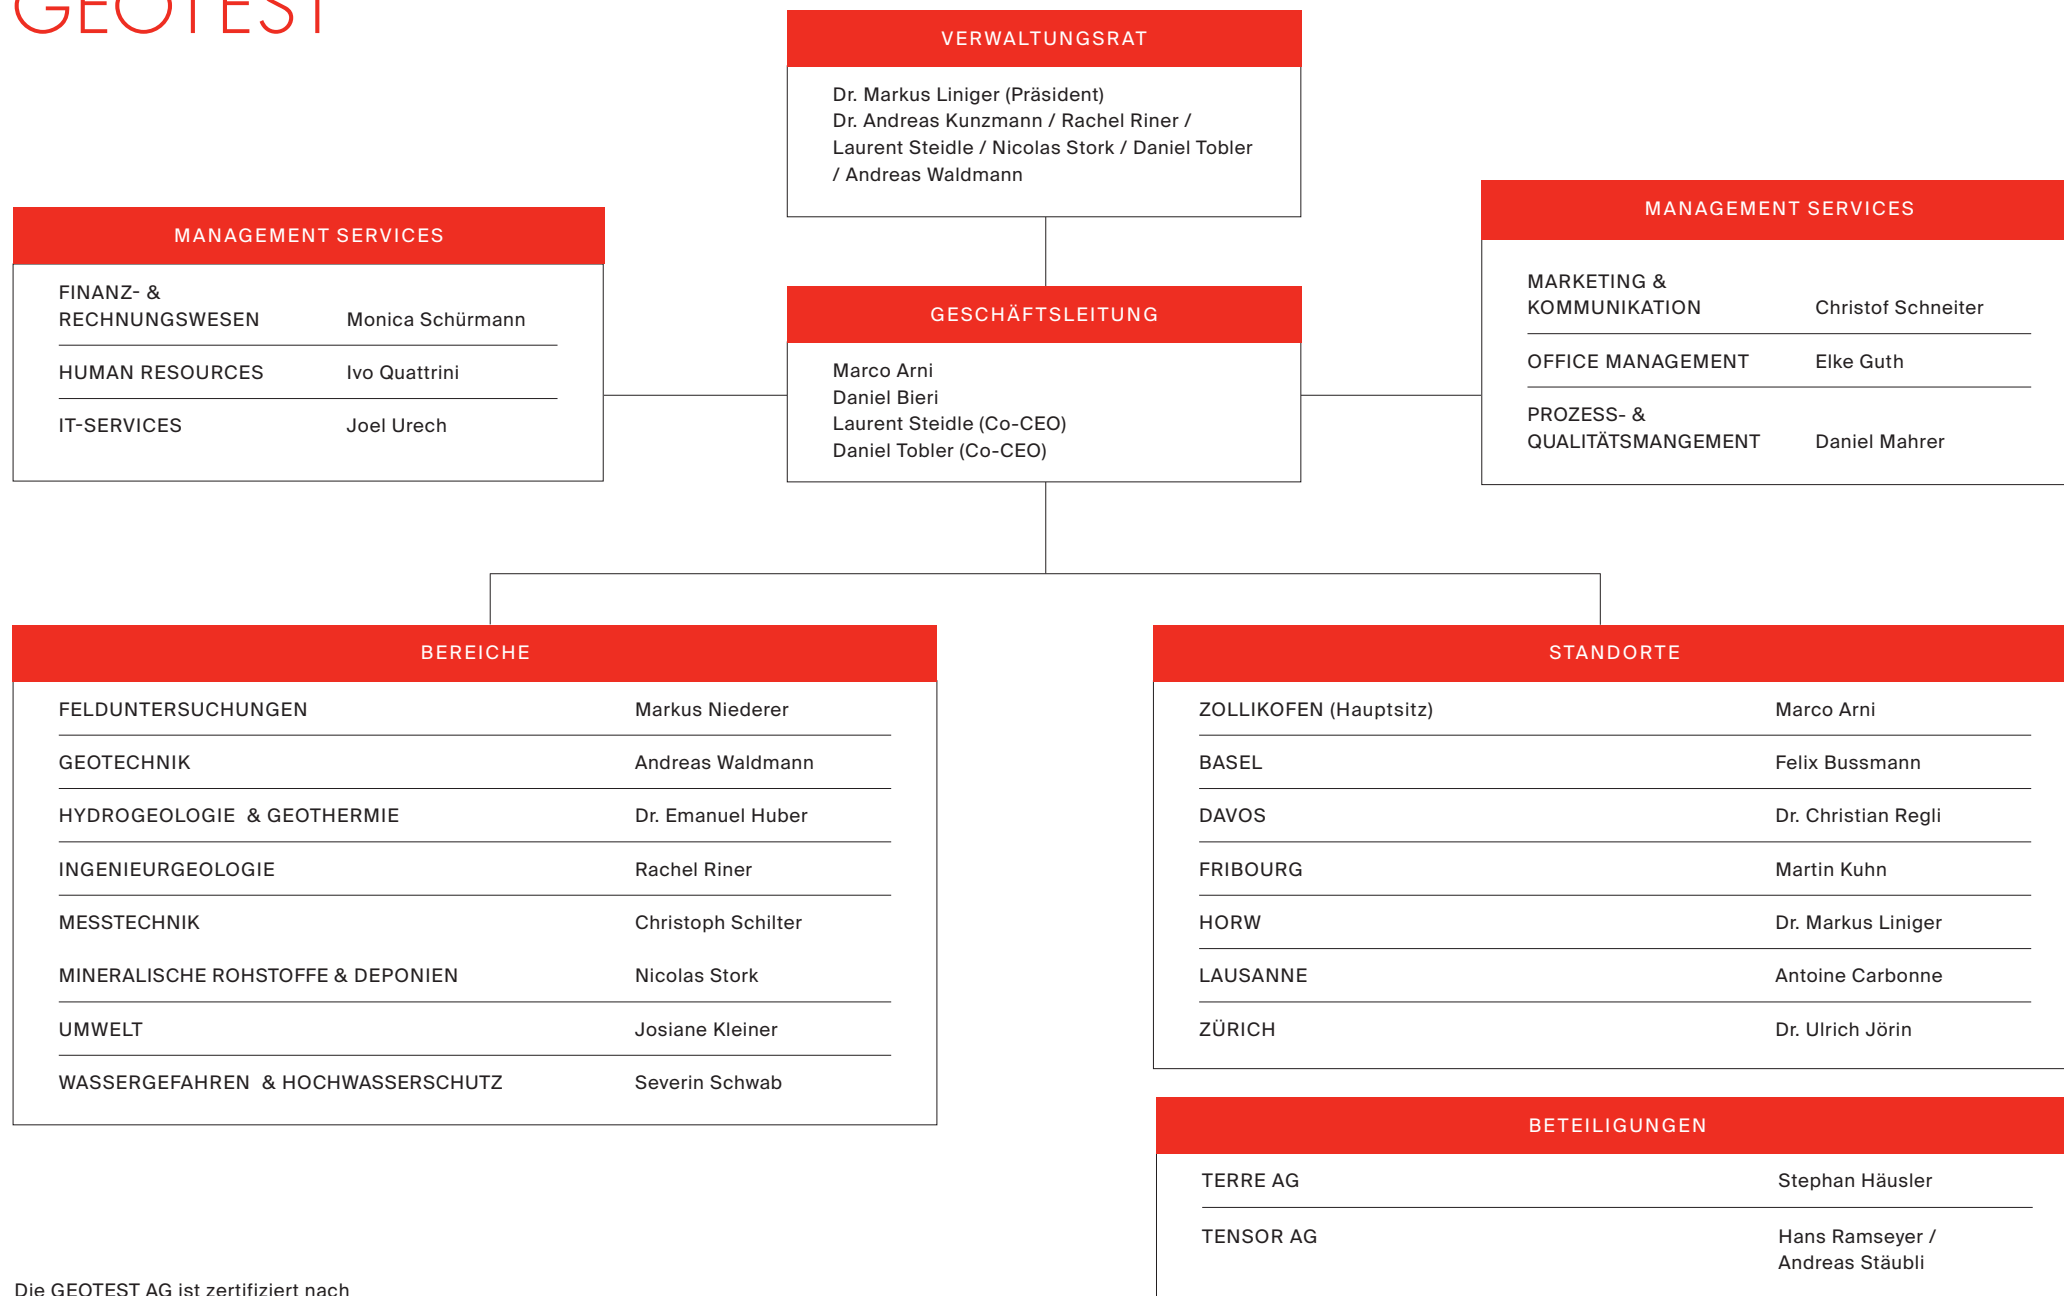 GEOTEST
VERWALTUNGSRAT
Dr. Markus Liniger (Präsident)
Dr. Andreas Kunzmann / Rachel Riner /
Laurent Steidle / Nicolas Stork / Daniel Tobler
/ Andreas Waldmann
MANAGEMENT SERVICES
FINANZ- &
RECHNUNGSWESEN Monica Schürmann
HUMAN RESOURCES Ivo Quattrini
IT-SERVICES Joel Urech
GESCHÄFTSLEITUNG
Marco Arni
Daniel Bieri
Laurent Steidle (Co-CEO)
Daniel Tobler (Co-CEO)
MANAGEMENT SERVICES
MARKETING &
KOMMUNIKATION Christof Schneiter
OFFICE MANAGEMENT Elke Guth
PROZESS- &
QUALITÄTSMANGEMENT Daniel Mahrer
BEREICHE
FELDUNTERSUCHUNGEN Markus Niederer
GEOTECHNIK Andreas Waldmann
HYDROGEOLOGIE & GEOTHERMIE Dr. Emanuel Huber
INGENIEURGEOLOGIE Rachel Riner
MESSTECHNIK Christoph Schilter
MINERALISCHE ROHSTOFFE & DEPONIEN Nicolas Stork
UMWELT Josiane Kleiner
WASSERGEFAHREN & HOCHWASSERSCHUTZ Severin Schwab
STANDORTE
ZOLLIKOFEN (Hauptsitz) Marco Arni
BASEL Felix Bussmann
DAVOS Dr. Christian Regli
FRIBOURG Martin Kuhn
HORW Dr. Markus Liniger
LAUSANNE Antoine Carbonne
ZÜRICH Dr. Ulrich Jörin
BETEILIGUNGEN
TERRE AG Stephan Häusler
TENSOR AG Hans Ramseyer /
Andreas Stäubli
Die GEOTEST AG ist zertifiziert nach